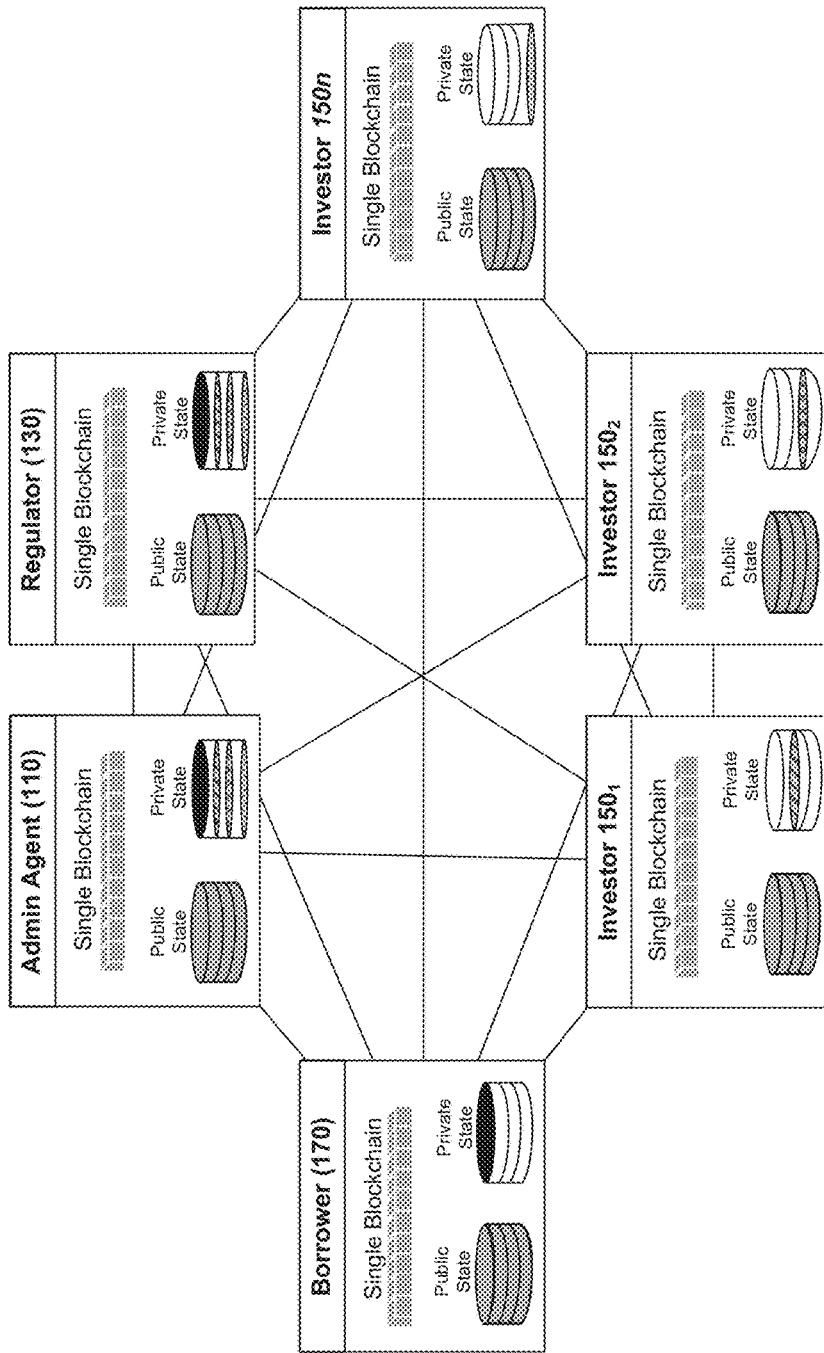 Admin Agent (110)
Single Blockchain
Public
State
Private
State
Regulator (130)
Single Blockchain
Public
State
Private
State
Borrower (170)
Single Blockchain
Public
State
Private
State
Investor 150n
Single Blockchain
Public
State
Private
State
Investor 150₁
Single Blockchain
Public
State
Private
State
Investor 150₂
Single Blockchain
Public
State
Private
State